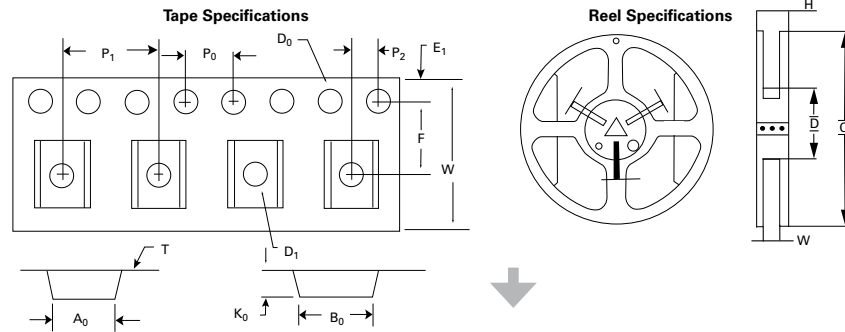 Tape Specifications
Reel Specifications
H
D₀
P₁
P₀
P₂
E₁
F
W
D
C
D₁
W
T
A₀
K₀
B₀